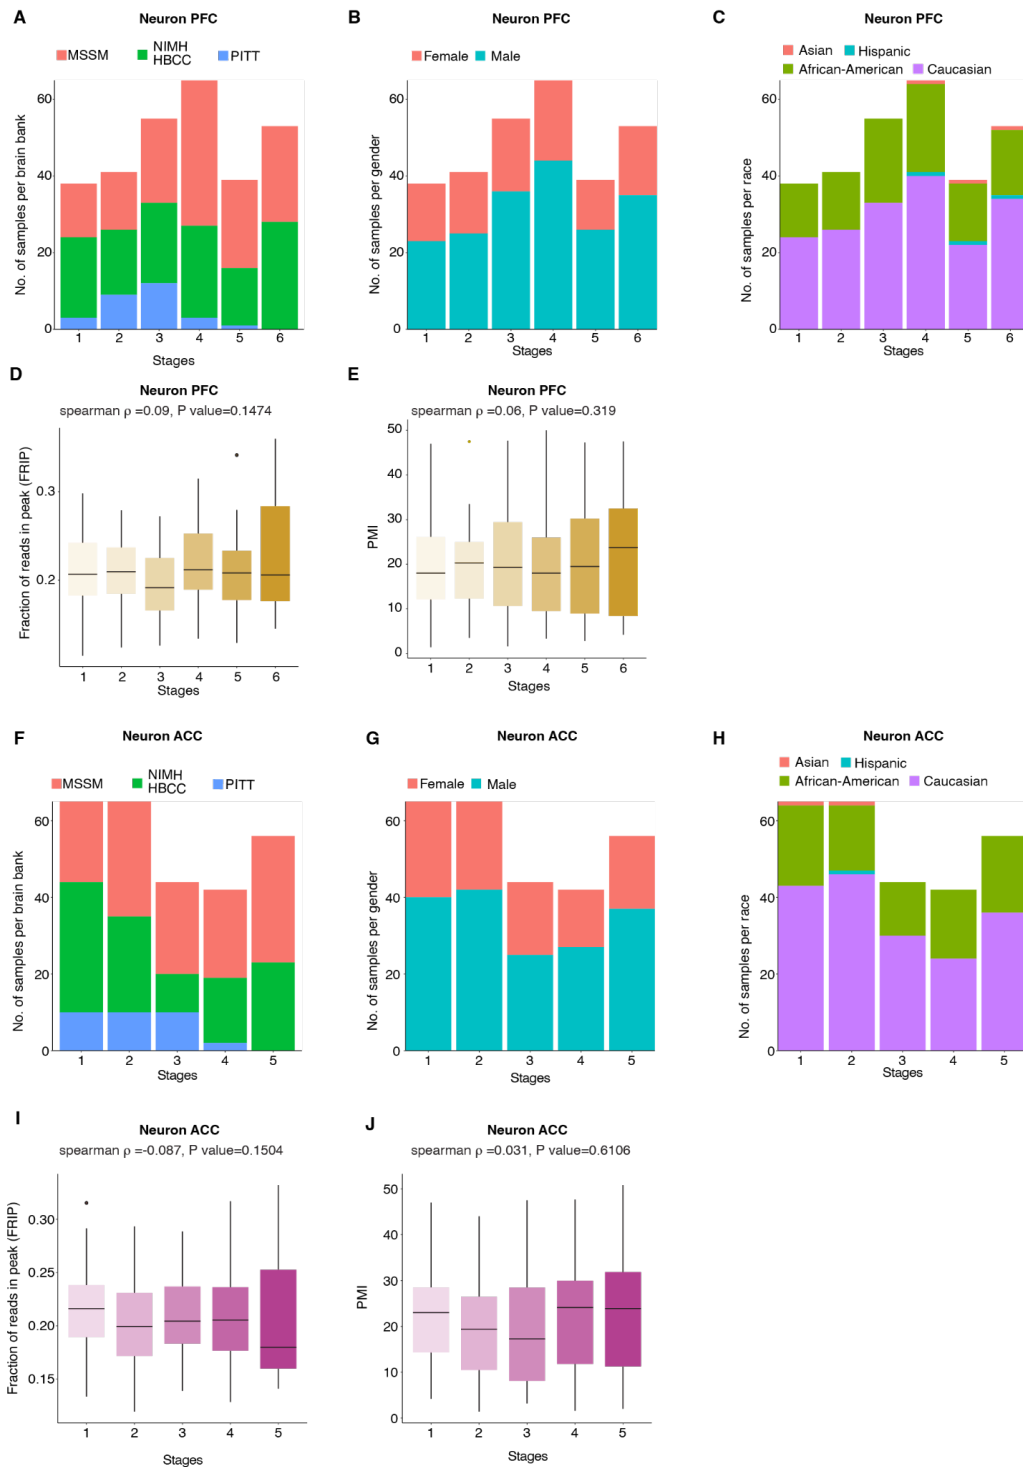 A
Neuron PFC
MSSM
NIMH
HBCC
PITT
No. of samples per brain bank
60
40
20
0
1 2 3 4 5 6
Stages
B
Neuron PFC
Female Male
No. of samples per gender
60
40
20
0
1 2 3 4 5 6
Stages
C
Neuron PFC
Asian Hispanic
African-American Caucasian
No. of samples per race
60
40
20
0
1 2 3 4 5 6
Stages
D
Neuron PFC
spearman ρ =0.09, P value=0.1474
Fraction of reads in peak (FRIP)
0.3
0.2
1 2 3 4 5 6
Stages
E
Neuron PFC
spearman ρ =0.06, P value=0.319
PMI
50
40
30
20
10
0
1 2 3 4 5 6
Stages
F
Neuron ACC
MSSM
NIMH
HBCC
PITT
No. of samples per brain bank
60
40
20
0
1 2 3 4 5
Stages
G
Neuron ACC
Female Male
No. of samples per gender
60
40
20
0
1 2 3 4 5
Stages
H
Neuron ACC
Asian Hispanic
African-American Caucasian
No. of samples per race
60
40
20
0
1 2 3 4 5
Stages
I
Neuron ACC
spearman ρ =-0.087, P value=0.1504
Fraction of reads in peak (FRIP)
0.30
0.25
0.20
0.15
1 2 3 4 5
Stages
J
Neuron ACC
spearman ρ =0.031, P value=0.6106
PMI
50
40
30
20
10
0
1 2 3 4 5
Stages